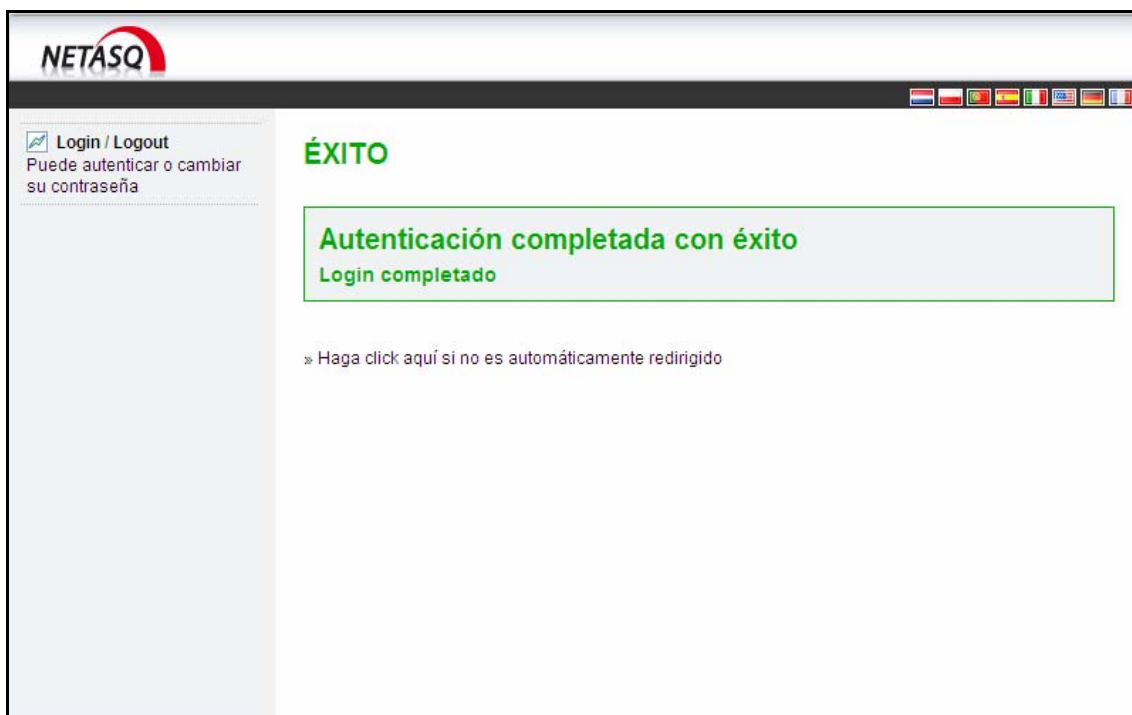 NETASQ
Login / Logout
Puede autenticar o cambiar
su contraseña
ÉXITO
Autenticación completada con éxito
Login completado
» Haga click aquí si no es automáticamente redirigido